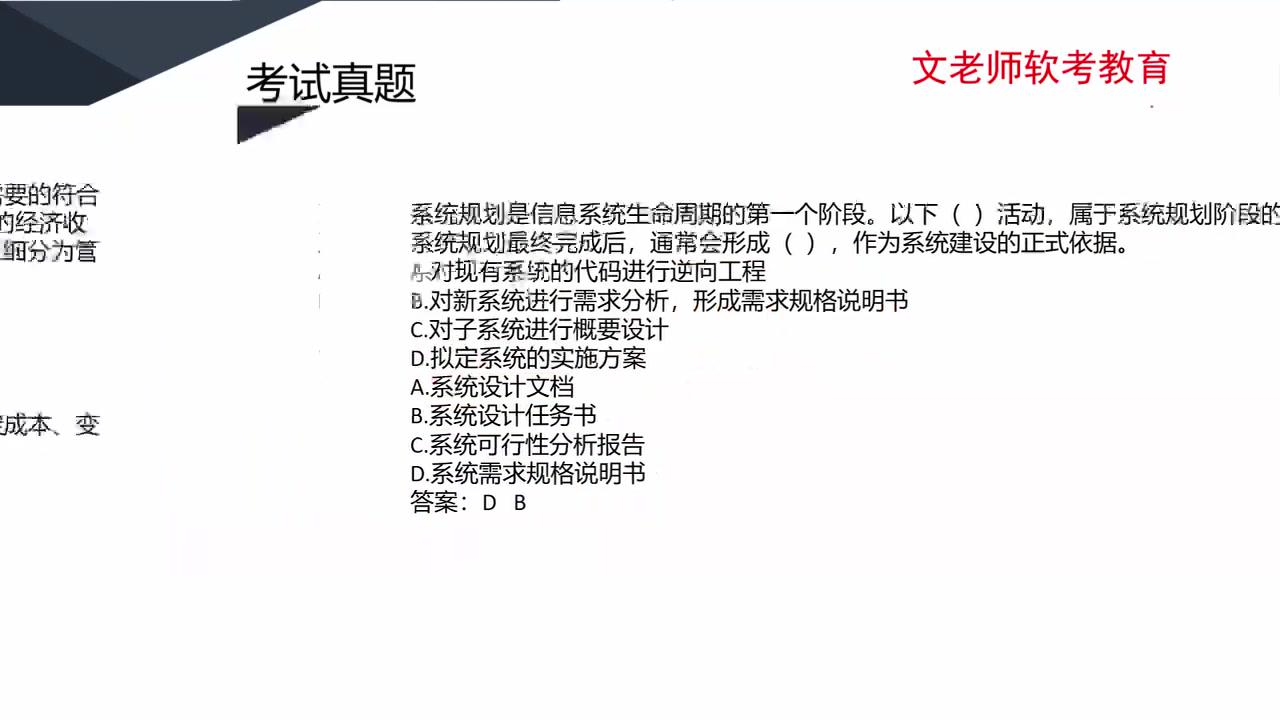 考试真题
文老师软考教育
需要的符合
的经济收
细分为管
成本、变
系统规划是信息系统生命周期的第一个阶段。以下（ ）活动，属于系统规划阶段的
系统规划最终完成后，通常会形成（ ），作为系统建设的正式依据。
A.对现有系统的代码进行逆向工程
B.对新系统进行需求分析，形成需求规格说明书
C.对子系统进行概要设计
D.拟定系统的实施方案
A.系统设计文档
B.系统设计任务书
C.系统可行性分析报告
D.系统需求规格说明书
答案：D B